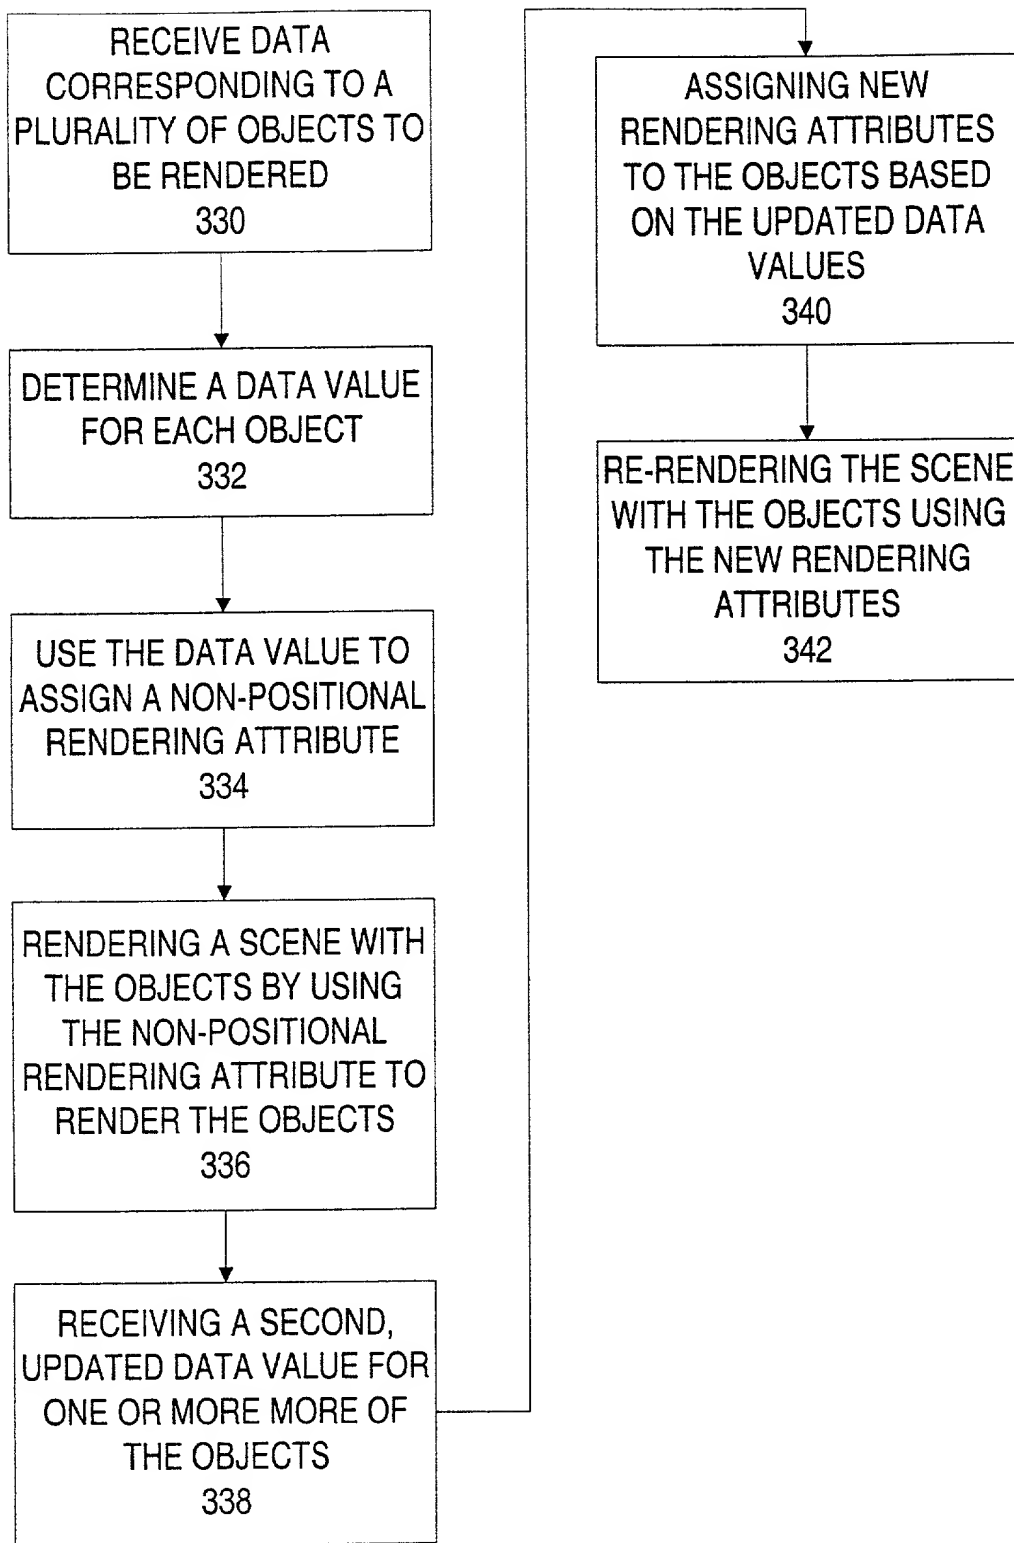 RECEIVE DATA
CORRESPONDING TO A
PLURALITY OF OBJECTS TO
BE RENDERED
330
DETERMINE A DATA VALUE
FOR EACH OBJECT
332
USE THE DATA VALUE TO
ASSIGN A NON-POSITIONAL
RENDERING ATTRIBUTE
334
RENDERING A SCENE WITH
THE OBJECTS BY USING
THE NON-POSITIONAL
RENDERING ATTRIBUTE TO
RENDER THE OBJECTS
336
RECEIVING A SECOND,
UPDATED DATA VALUE FOR
ONE OR MORE MORE OF
THE OBJECTS
338
ASSIGNING NEW
RENDERING ATTRIBUTES
TO THE OBJECTS BASED
ON THE UPDATED DATA
VALUES
340
RE-RENDERING THE SCENE
WITH THE OBJECTS USING
THE NEW RENDERING
ATTRIBUTES
342